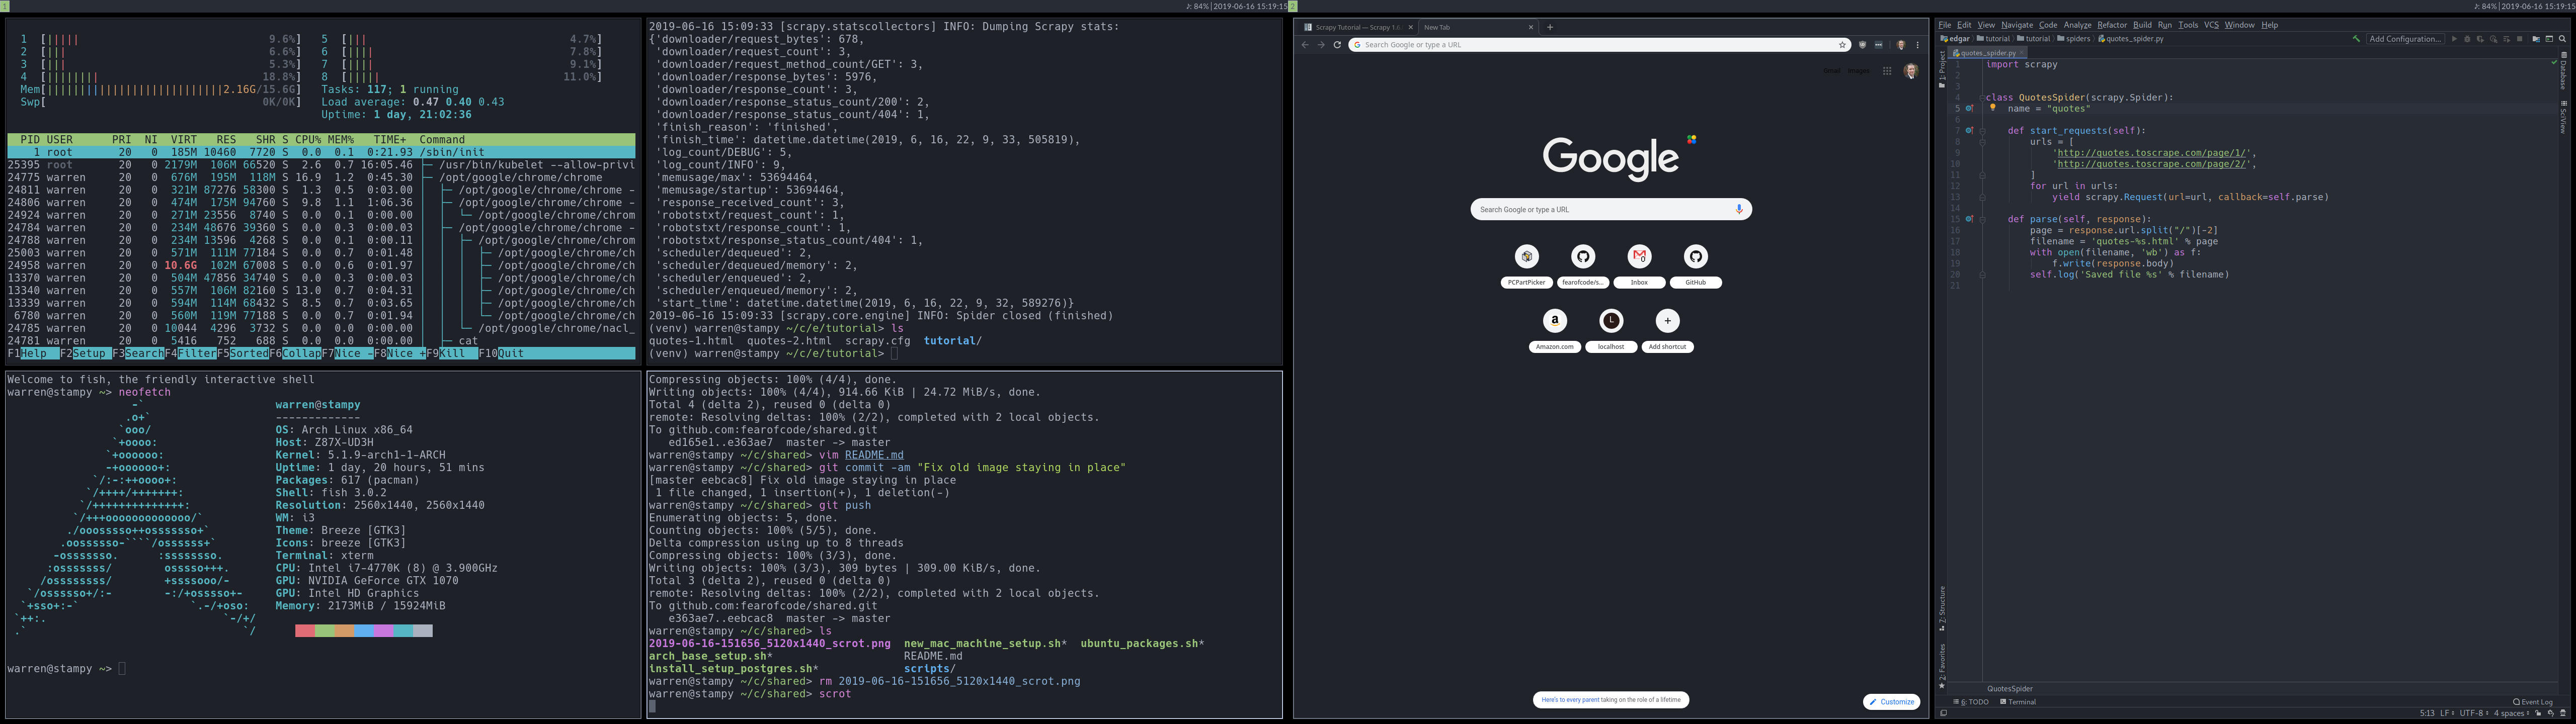 1
♪: 84% | 2019-06-16 15:19:15
2
♪: 84% | 2019-06-16 15:19:15
1 [||||| 9.6%] 5 [||| 4.7%]
2 [||| 6.6%] 6 [|||| 7.8%]
3 [||| 5.3%] 7 [|||| 9.1%]
4 [|||||||| 18.8%] 8 [||||| 11.0%]
Mem[||||||||||||||||||||||||||||2.16G/15.6G] Tasks: 117; 1 running
Swp[ 0K/0K] Load average: 0.47 0.40 0.43
Uptime: 1 day, 21:02:36
PID USER PRI NI VIRT RES SHR S CPU% MEM% TIME+ Command
1 root 20 0 185M 10460 7720 S 0.0 0.1 0:21.93 /sbin/init
25395 root 20 0 2179M 106M 66520 S 2.6 0.7 16:05.46 ├─ /usr/bin/kubelet --allow-privi
24775 warren 20 0 676M 195M 118M S 16.9 1.2 0:45.30 ├─ /opt/google/chrome/chrome
24811 warren 20 0 321M 87276 58300 S 1.3 0.5 0:03.00 │ ├─ /opt/google/chrome/chrome -
24806 warren 20 0 474M 175M 94760 S 9.8 1.1 1:06.36 │ ├─ /opt/google/chrome/chrome -
24924 warren 20 0 271M 23556 8740 S 0.0 0.1 0:00.00 │ │ └─ /opt/google/chrome/chrom
24784 warren 20 0 234M 48676 39360 S 0.0 0.3 0:00.03 │ ├─ /opt/google/chrome/chrome -
24788 warren 20 0 234M 13596 4268 S 0.0 0.1 0:00.11 │ │ ├─ /opt/google/chrome/chrom
25003 warren 20 0 571M 111M 77184 S 0.0 0.7 0:01.48 │ │ │ ├─ /opt/google/chrome/ch
24958 warren 20 0 10.6G 102M 67008 S 0.0 0.6 0:01.97 │ │ │ ├─ /opt/google/chrome/ch
13370 warren 20 0 504M 47856 34740 S 0.0 0.3 0:00.03 │ │ │ ├─ /opt/google/chrome/ch
13340 warren 20 0 557M 106M 82160 S 13.0 0.7 0:04.31 │ │ │ ├─ /opt/google/chrome/ch
13339 warren 20 0 594M 114M 68432 S 8.5 0.7 0:03.65 │ │ │ ├─ /opt/google/chrome/ch
6780 warren 20 0 560M 119M 77188 S 0.0 0.7 0:01.94 │ │ │ └─ /opt/google/chrome/ch
24785 warren 20 0 10044 4296 3732 S 0.0 0.0 0:00.00 │ │ └─ /opt/google/chrome/nacl_
24781 warren 20 0 5416 752 688 S 0.0 0.0 0:00.00 │ ├─ cat
F1Help F2Setup F3SearchF4FilterF5SortedF6CollapF7Nice -F8Nice +F9Kill F10Quit
2019-06-16 15:09:33 [scrapy.statscollectors] INFO: Dumping Scrapy stats:
{'downloader/request_bytes': 678,
'downloader/request_count': 3,
'downloader/request_method_count/GET': 3,
'downloader/response_bytes': 5976,
'downloader/response_count': 3,
'downloader/response_status_count/200': 2,
'downloader/response_status_count/404': 1,
'finish_reason': 'finished',
'finish_time': datetime.datetime(2019, 6, 16, 22, 9, 33, 505819),
'log_count/DEBUG': 5,
'log_count/INFO': 9,
'memusage/max': 53694464,
'memusage/startup': 53694464,
'response_received_count': 3,
'robotstxt/request_count': 1,
'robotstxt/response_count': 1,
'robotstxt/response_status_count/404': 1,
'scheduler/dequeued': 2,
'scheduler/dequeued/memory': 2,
'scheduler/enqueued': 2,
'scheduler/enqueued/memory': 2,
'start_time': datetime.datetime(2019, 6, 16, 22, 9, 32, 589276)}
2019-06-16 15:09:33 [scrapy.core.engine] INFO: Spider closed (finished)
(venv) warren@stampy ~/c/e/tutorial> ls
quotes-1.html quotes-2.html scrapy.cfg tutorial/
(venv) warren@stampy ~/c/e/tutorial>
Welcome to fish, the friendly interactive shell
warren@stampy ~> neofetch
warren@stampy
-------------
OS: Arch Linux x86_64
Host: Z87X-UD3H
Kernel: 5.1.9-arch1-1-ARCH
Uptime: 1 day, 20 hours, 51 mins
Packages: 617 (pacman)
Shell: fish 3.0.2
Resolution: 2560x1440, 2560x1440
WM: i3
Theme: Breeze [GTK3]
Icons: breeze [GTK3]
Terminal: xterm
CPU: Intel i7-4770K (8) @ 3.900GHz
GPU: NVIDIA GeForce GTX 1070
GPU: Intel HD Graphics
Memory: 2173MiB / 15924MiB
warren@stampy ~>
Compressing objects: 100% (4/4), done.
Writing objects: 100% (4/4), 914.66 KiB | 24.72 MiB/s, done.
Total 4 (delta 2), reused 0 (delta 0)
remote: Resolving deltas: 100% (2/2), completed with 2 local objects.
To github.com:fearofcode/shared.git
ed165e1..e363ae7 master -> master
warren@stampy ~/c/shared> vim README.md
warren@stampy ~/c/shared> git commit -am "Fix old image staying in place"
[master eebcac8] Fix old image staying in place
1 file changed, 1 insertion(+), 1 deletion(-)
warren@stampy ~/c/shared> git push
Enumerating objects: 5, done.
Counting objects: 100% (5/5), done.
Delta compression using up to 8 threads
Compressing objects: 100% (3/3), done.
Writing objects: 100% (3/3), 309 bytes | 309.00 KiB/s, done.
Total 3 (delta 2), reused 0 (delta 0)
remote: Resolving deltas: 100% (2/2), completed with 2 local objects.
To github.com:fearofcode/shared.git
e363ae7..eebcac8 master -> master
warren@stampy ~/c/shared> ls
2019-06-16-151656_5120x1440_scrot.png new_mac_machine_setup.sh* ubuntu_packages.sh*
arch_base_setup.sh* README.md
install_setup_postgres.sh* scripts/
warren@stampy ~/c/shared> rm 2019-06-16-151656_5120x1440_scrot.png
warren@stampy ~/c/shared> scrot
Scrapy Tutorial — Scrapy 1.6
New Tab
Search Google or type a URL
Gmail Images
Google
Search Google or type a URL
PCPartPicker fearofcode/s... Inbox GitHub
Amazon.com localhost Add shortcut
Here's to every parent taking on the role of a lifetime
Customize
File Edit View Navigate Code Analyze Refactor Build Run Tools VCS Window Help
edgar tutorial tutorial spiders quotes_spider.py
Add Configuration...
quotes_spider.py
1: Project
Database
SciView
1 import scrapy
2
3
4 class QuotesSpider(scrapy.Spider):
5 name = "quotes"
6
7 def start_requests(self):
8 urls = [
9 'http://quotes.toscrape.com/page/1/',
10 'http://quotes.toscrape.com/page/2/',
11 ]
12 for url in urls:
13 yield scrapy.Request(url=url, callback=self.parse)
14
15 def parse(self, response):
16 page = response.url.split("/")[-2]
17 filename = 'quotes-%s.html' % page
18 with open(filename, 'wb') as f:
19 f.write(response.body)
20 self.log('Saved file %s' % filename)
21
7: Structure
2: Favorites
QuotesSpider
6: TODO Terminal
Event Log
5:13 LF UTF-8 4 spaces